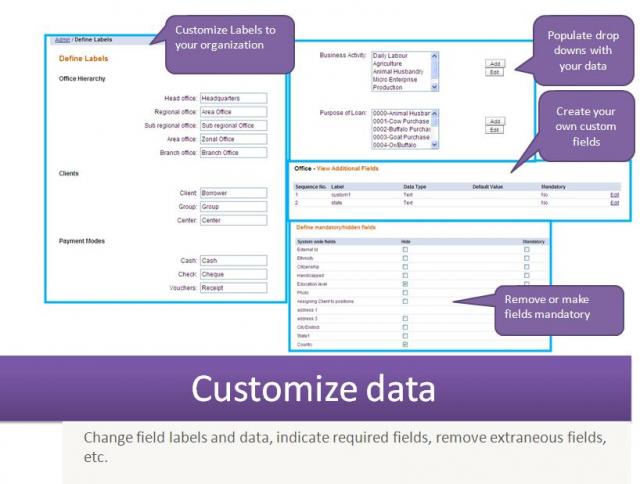 Admin / Define Labels
Customize Labels to
your organization
Define Labels
Office Hierarchy
Head office: Headquarters
Regional office: Area Office
Sub regional office: Sub regional Office
Area office: Zonal Office
Branch office: Branch Office
Clients
Client: Borrower
Group: Group
Center: Center
Payment Modes
Cash: Cash
Check: Cheque
Vouchers: Receipt
Business Activity: Daily Labour
Agriculture
Animal Husbandry
Micro Enterprise
Production
Add
Edit
Populate drop
downs with
your data
Purpose of Loan: 0000-Animal Husbar
0001-Cow Purchase
0002-Buffalo Purchas
0003-Goat Purchase
0004-Ox/Buffalo
Add
Edit
Create your
own custom
fields
Office - View Additional Fields
Sequence No. Label Data Type Default Value Mandatory
1 custom1 Text No Edit
2 state Text No Edit
Define mandatory/hidden fields
System wide fields Hide Mandatory
External Id
Ethnicity
Citizenship
Handicapped
Education level
Photo
Assigning Client to positions
address 1
address 3
City/District
State1
Country
Remove or make
fields mandatory
Customize data
Change field labels and data, indicate required fields, remove extraneous fields,
etc.